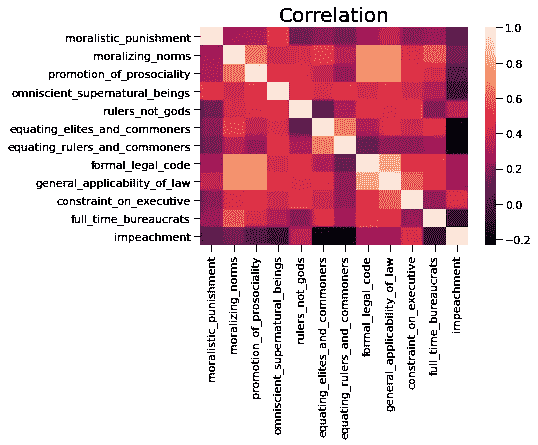 Correlation
moralistic_punishment
moralizing_norms
promotion_of_prosociality
omniscient_supernatural_beings
rulers_not_gods
equating_elites_and_commoners
equating_rulers_and_commoners
formal_legal_code
general_applicability_of_law
constraint_on_executive
full_time_bureaucrats
impeachment
1.0
0.8
0.6
0.4
0.2
0.0
−0.2
moralistic_punishment
moralizing_norms
promotion_of_prosociality
omniscient_supernatural_beings
rulers_not_gods
equating_elites_and_commoners
equating_rulers_and_commoners
formal_legal_code
general_applicability_of_law
constraint_on_executive
full_time_bureaucrats
impeachment